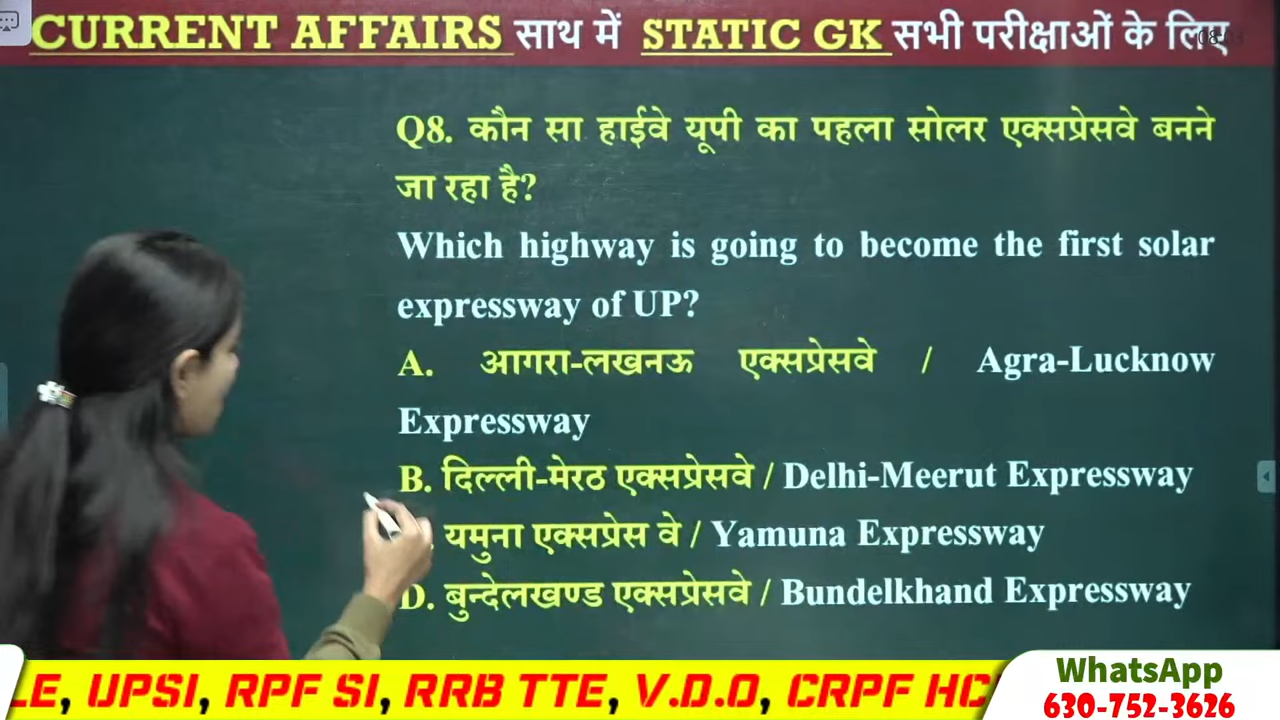 CURRENT AFFAIRS साथ में STATIC GK सभी परीक्षाओं के लिए
Q8. कौन सा हाईवे यूपी का पहला सोलर एक्सप्रेसवे बनने
जा रहा है?
Which highway is going to become the first solar
expressway of UP?
A. आगरा-लखनऊ एक्सप्रेसवे / Agra-Lucknow
Expressway
B. दिल्ली-मेरठ एक्सप्रेसवे / Delhi-Meerut Expressway
यमुना एक्सप्रेस वे / Yamuna Expressway
D. बुन्देलखण्ड एक्सप्रेसवे / Bundelkhand Expressway
LE, UPSI, RPF SI, RRB TTE, V.D.O, CRPF HC
WhatsApp
630-752-3626